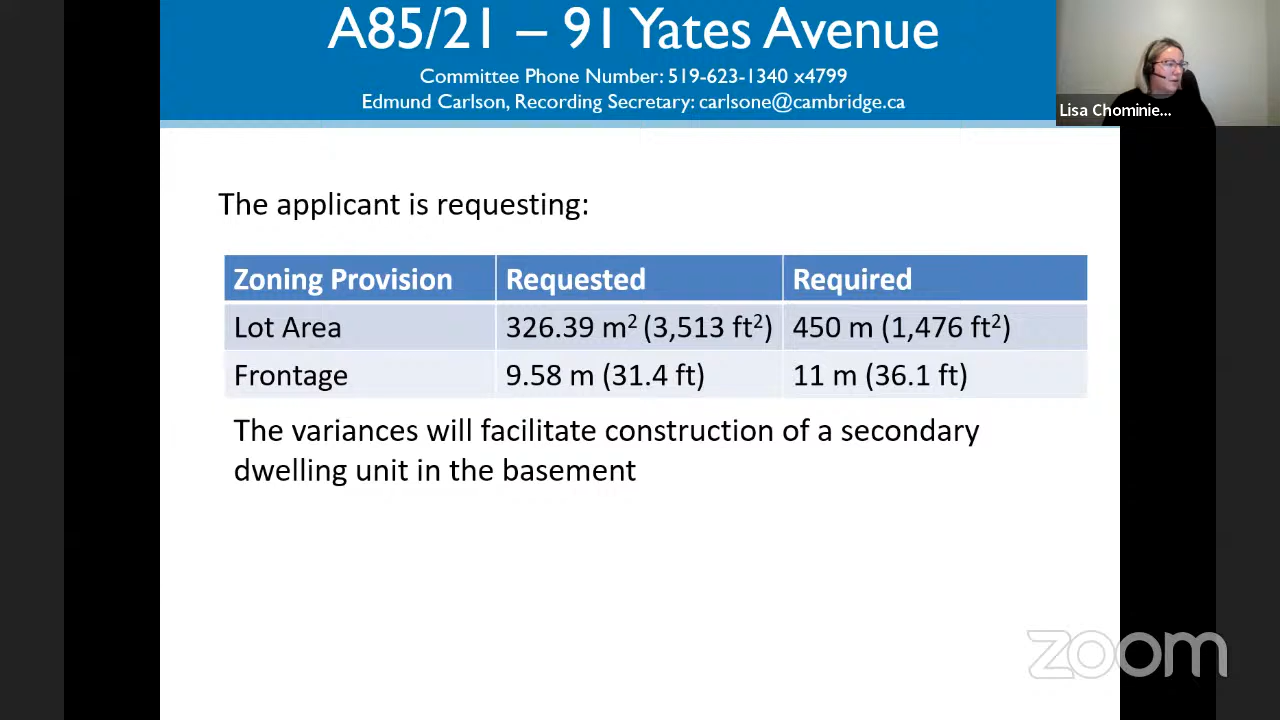 A85/21 – 91 Yates Avenue
Committee Phone Number: 519-623-1340 x4799
Edmund Carlson, Recording Secretary: carlsone@cambridge.ca
Lisa Chominie...
The applicant is requesting:
Zoning Provision Requested Required
Lot Area 326.39 m² (3,513 ft²) 450 m (1,476 ft²)
Frontage 9.58 m (31.4 ft) 11 m (36.1 ft)
The variances will facilitate construction of a secondary
dwelling unit in the basement
zoom